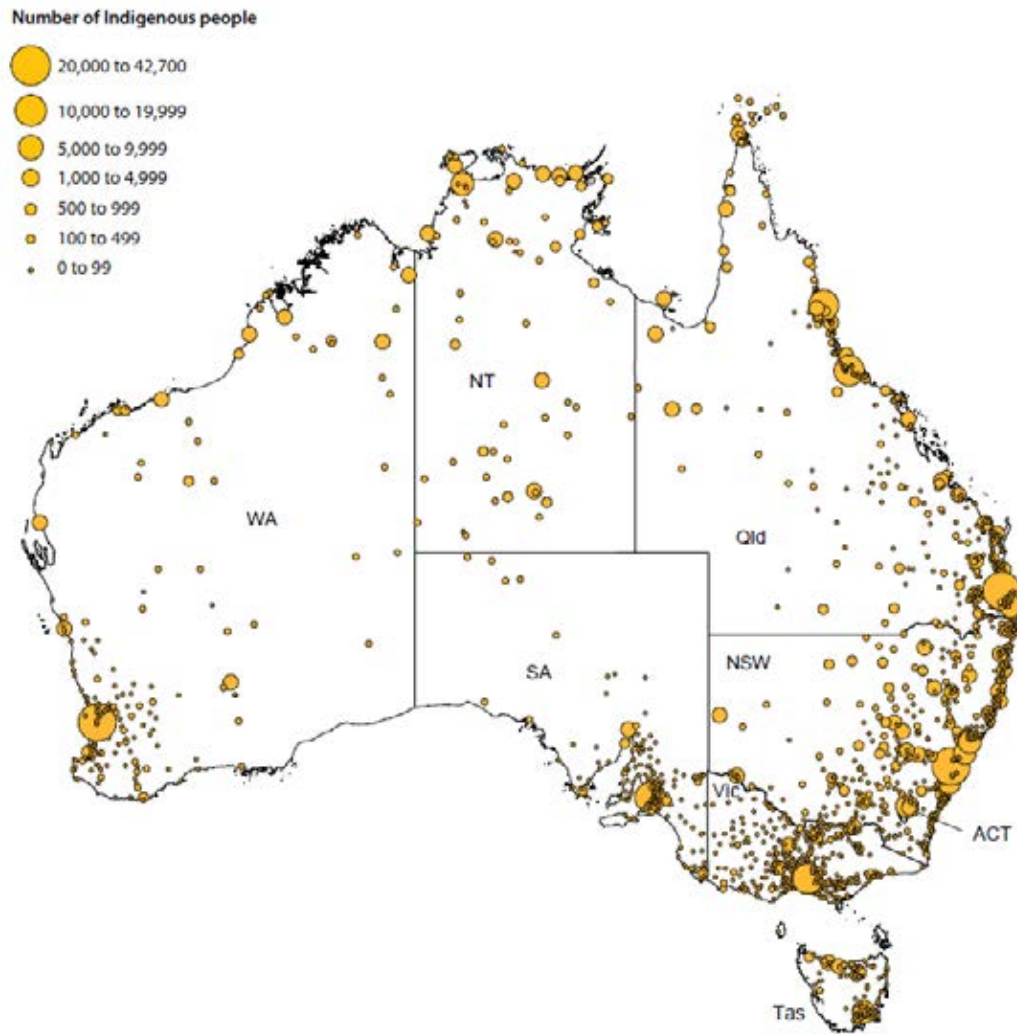 Number of Indigenous people
20,000 to 42,700
10,000 to 19,999
5,000 to 9,999
1,000 to 4,999
500 to 999
100 to 499
0 to 99
NT
WA
Qld
SA
NSW
Vic
ACT
Tas